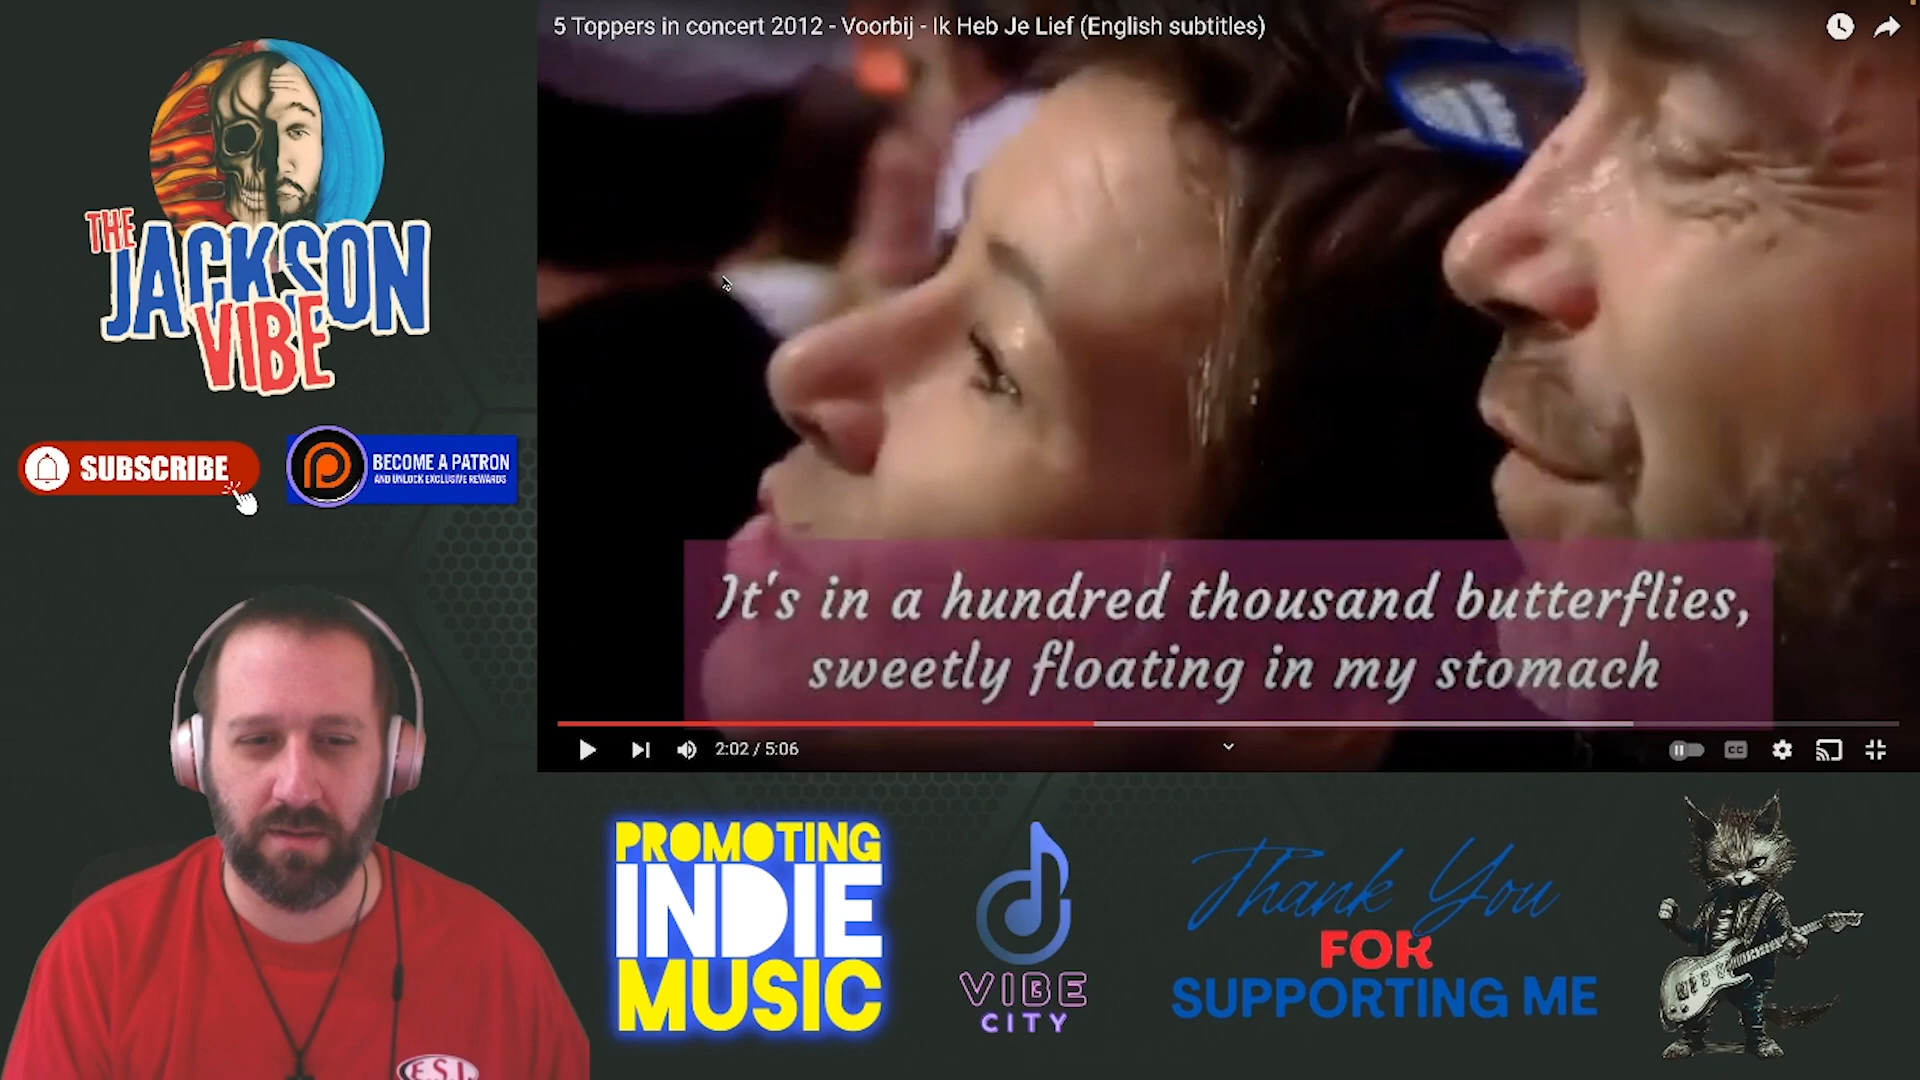 5 Toppers in concert 2012 - Voorbij - Ik Heb Je Lief (English subtitles)
THE
JACKSON
VIBE
SUBSCRIBE
BECOME A PATRON
AND UNLOCK EXCLUSIVE REWARDS
It's in a hundred thousand butterflies,
sweetly floating in my stomach
2:02 / 5:06
CC
PROMOTING
INDIE
MUSIC
VIBE
CITY
Thank You
FOR
SUPPORTING ME
E.S.I.